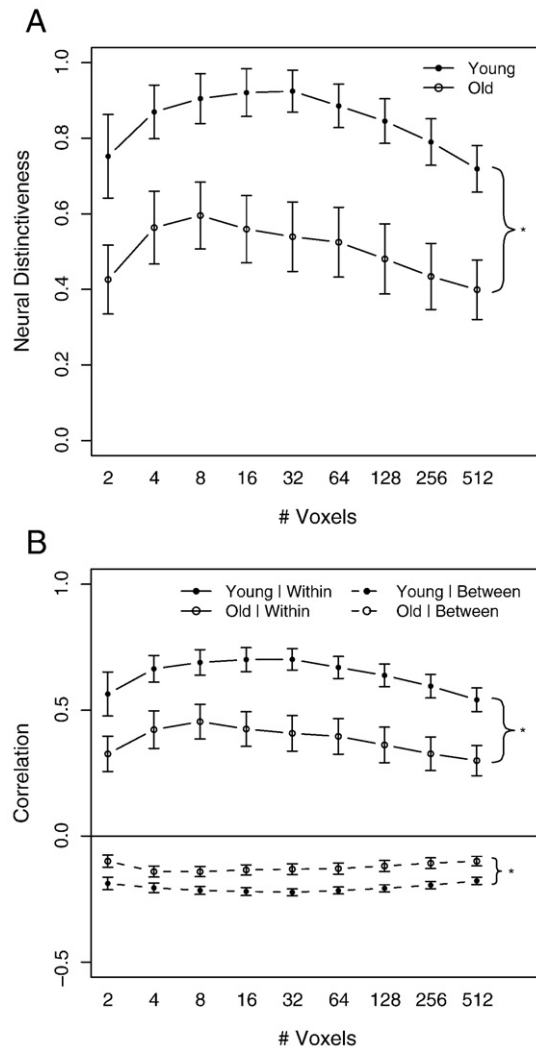 A
Young
Old
1.0
0.8
0.6
0.4
0.2
0.0
Neural Distinctiveness
*
2 4 8 16 32 64 128 256 512
# Voxels
B
Young | Within Young | Between
Old | Within Old | Between
1.0
0.5
0.0
−0.5
Correlation
*
*
2 4 8 16 32 64 128 256 512
# Voxels